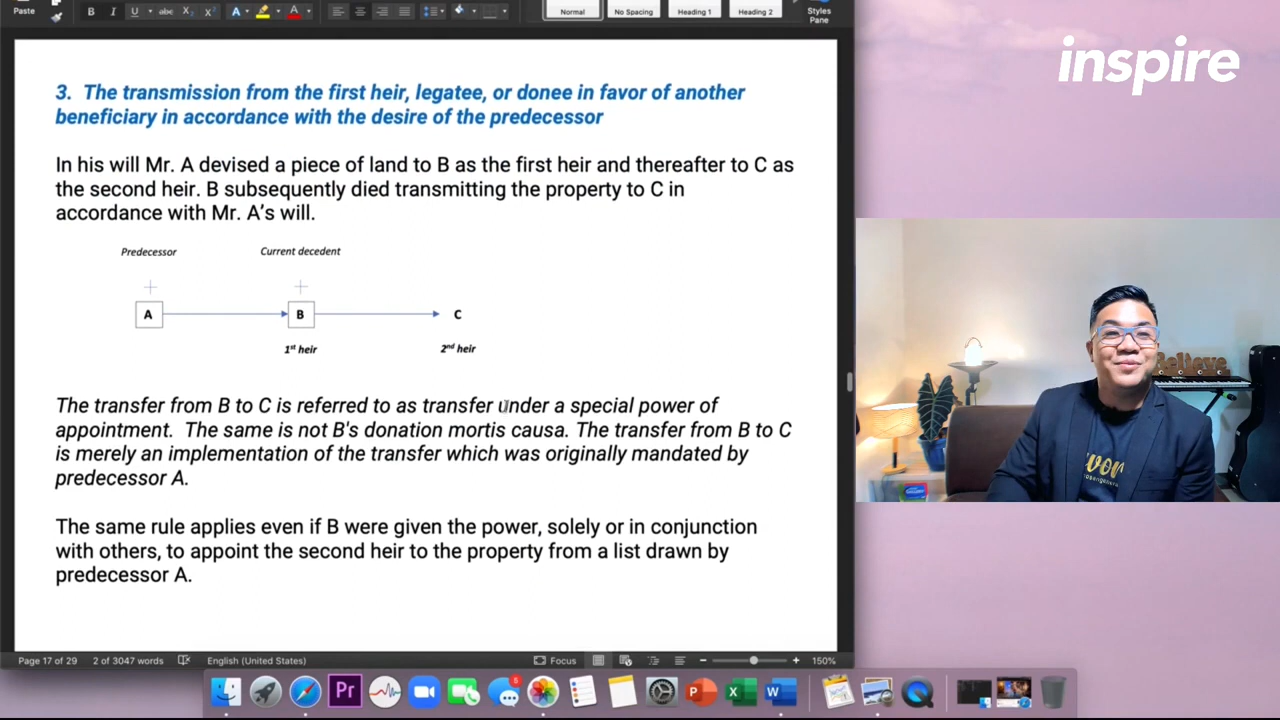 Paste
B I U abc X₂ X² A A
Normal
No Spacing
Heading 1
Heading 2
Styles
Pane
inspire
3. The transmission from the first heir, legatee, or donee in favor of another
beneficiary in accordance with the desire of the predecessor
In his will Mr. A devised a piece of land to B as the first heir and thereafter to C as
the second heir. B subsequently died transmitting the property to C in
accordance with Mr. A's will.
Predecessor
Current decedent
A
B
C
1st heir
2nd heir
The transfer from B to C is referred to as transfer under a special power of
appointment. The same is not B's donation mortis causa. The transfer from B to C
is merely an implementation of the transfer which was originally mandated by
predecessor A.
The same rule applies even if B were given the power, solely or in conjunction
with others, to appoint the second heir to the property from a list drawn by
predecessor A.
Believe
Page 17 of 29
2 of 3047 words
English (United States)
Focus
150%
Pr
5
P
X
W